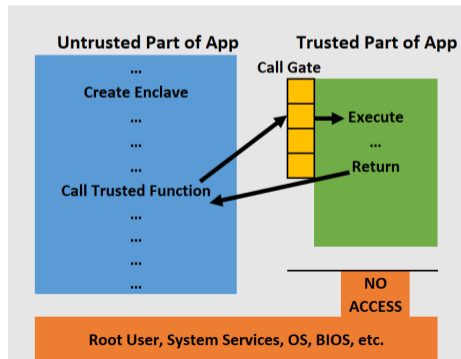 Untrusted Part of App
...
Create Enclave
...
...
...
Call Trusted Function
...
...
...
...
Trusted Part of App
Call Gate
Execute
...
Return
NO
ACCESS
Root User, System Services, OS, BIOS, etc.